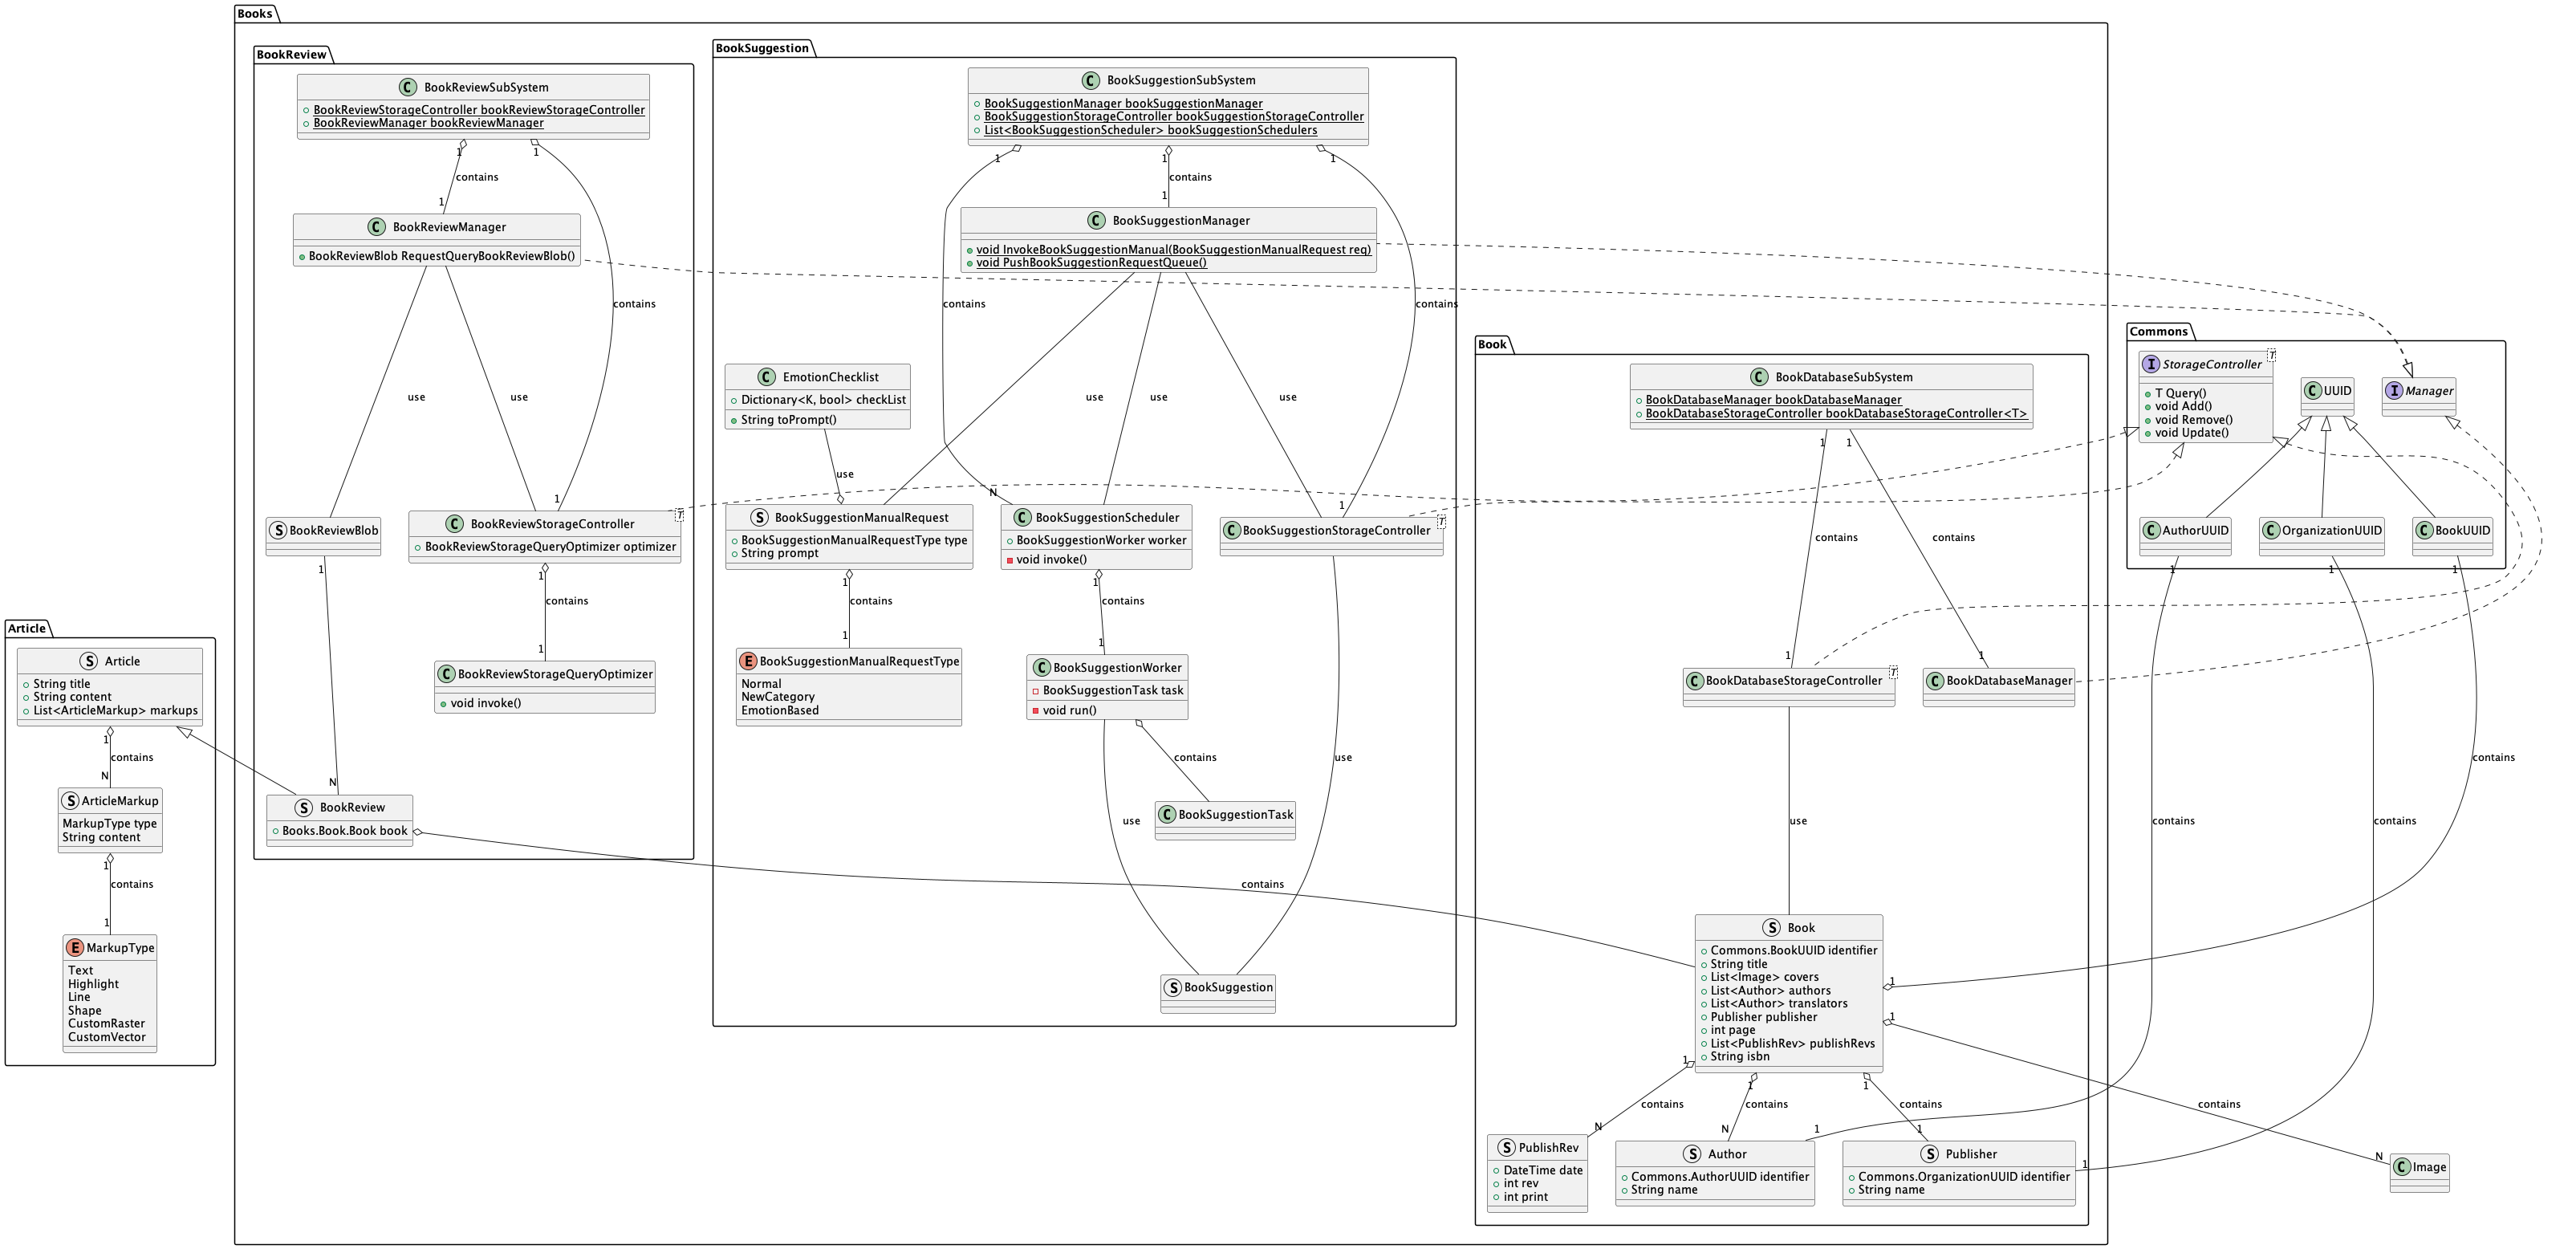 Books
BookReview
BookReviewSubSystem
BookReviewStorageController bookReviewStorageController
BookReviewManager bookReviewManager
1
1
contains
1
BookReviewManager
BookReviewBlob RequestQueryBookReviewBlob()
contains
use
use
1
BookReviewBlob
BookReviewStorageController
T
BookReviewStorageQueryOptimizer optimizer
1
1
contains
1
BookReviewStorageQueryOptimizer
void invoke()
N
BookReview
Books.Book.Book book
contains
BookSuggestion
BookSuggestionSubSystem
BookSuggestionManager bookSuggestionManager
BookSuggestionStorageController bookSuggestionStorageController
List<BookSuggestionScheduler> bookSuggestionSchedulers
1
1
1
contains
1
BookSuggestionManager
void InvokeBookSuggestionManual(BookSuggestionManualRequest req)
void PushBookSuggestionRequestQueue()
contains
contains
EmotionChecklist
Dictionary<K, bool> checkList
String toPrompt()
use
use
use
use
N
1
BookSuggestionManualRequest
BookSuggestionManualRequestType type
String prompt
BookSuggestionScheduler
BookSuggestionWorker worker
void invoke()
BookSuggestionStorageController
T
1
contains
1
1
contains
1
BookSuggestionManualRequestType
Normal
NewCategory
EmotionBased
BookSuggestionWorker
BookSuggestionTask task
void run()
contains
use
use
BookSuggestionTask
BookSuggestion
Book
BookDatabaseSubSystem
BookDatabaseManager bookDatabaseManager
BookDatabaseStorageController bookDatabaseStorageController<T>
1
1
contains
contains
1
1
BookDatabaseStorageController
T
BookDatabaseManager
use
Book
Commons.BookUUID identifier
String title
List<Image> covers
List<Author> authors
List<Author> translators
Publisher publisher
int page
List<PublishRev> publishRevs
String isbn
1
1
1
1
1
contains
contains
contains
contains
N
N
1
1
1
N
PublishRev
DateTime date
int rev
int print
Author
Commons.AuthorUUID identifier
String name
Publisher
Commons.OrganizationUUID identifier
String name
Image
Commons
StorageController
T
T Query()
void Add()
void Remove()
void Update()
UUID
Manager
AuthorUUID
OrganizationUUID
BookUUID
1
1
1
contains
contains
contains
Article
Article
String title
String content
List<ArticleMarkup> markups
1
contains
N
ArticleMarkup
MarkupType type
String content
1
contains
1
MarkupType
Text
Highlight
Line
Shape
CustomRaster
CustomVector